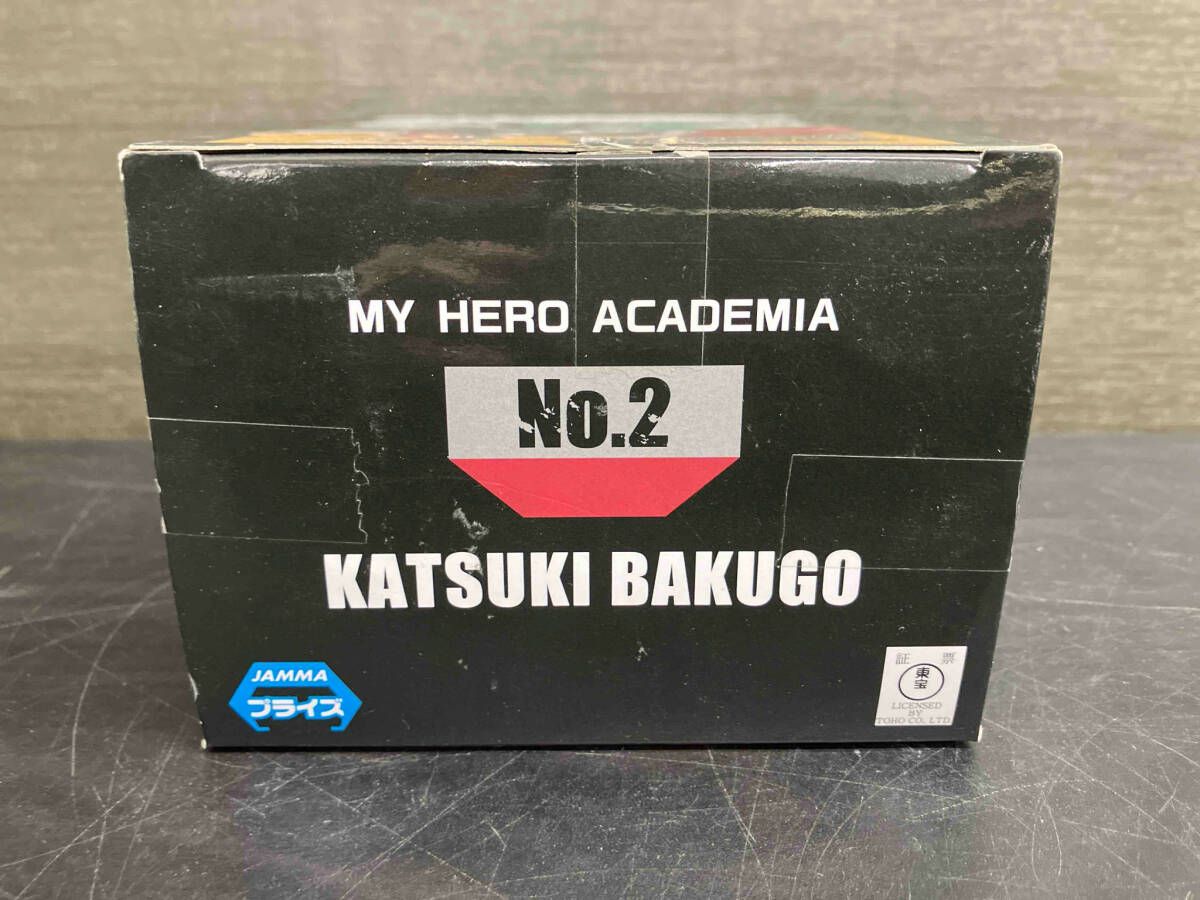 MY HERO ACADEMIA
No.2
KATSUKI BAKUGO
JAMMA
プライズ
証 票
東宝
LICENSED
BY
TOHO CO., LTD